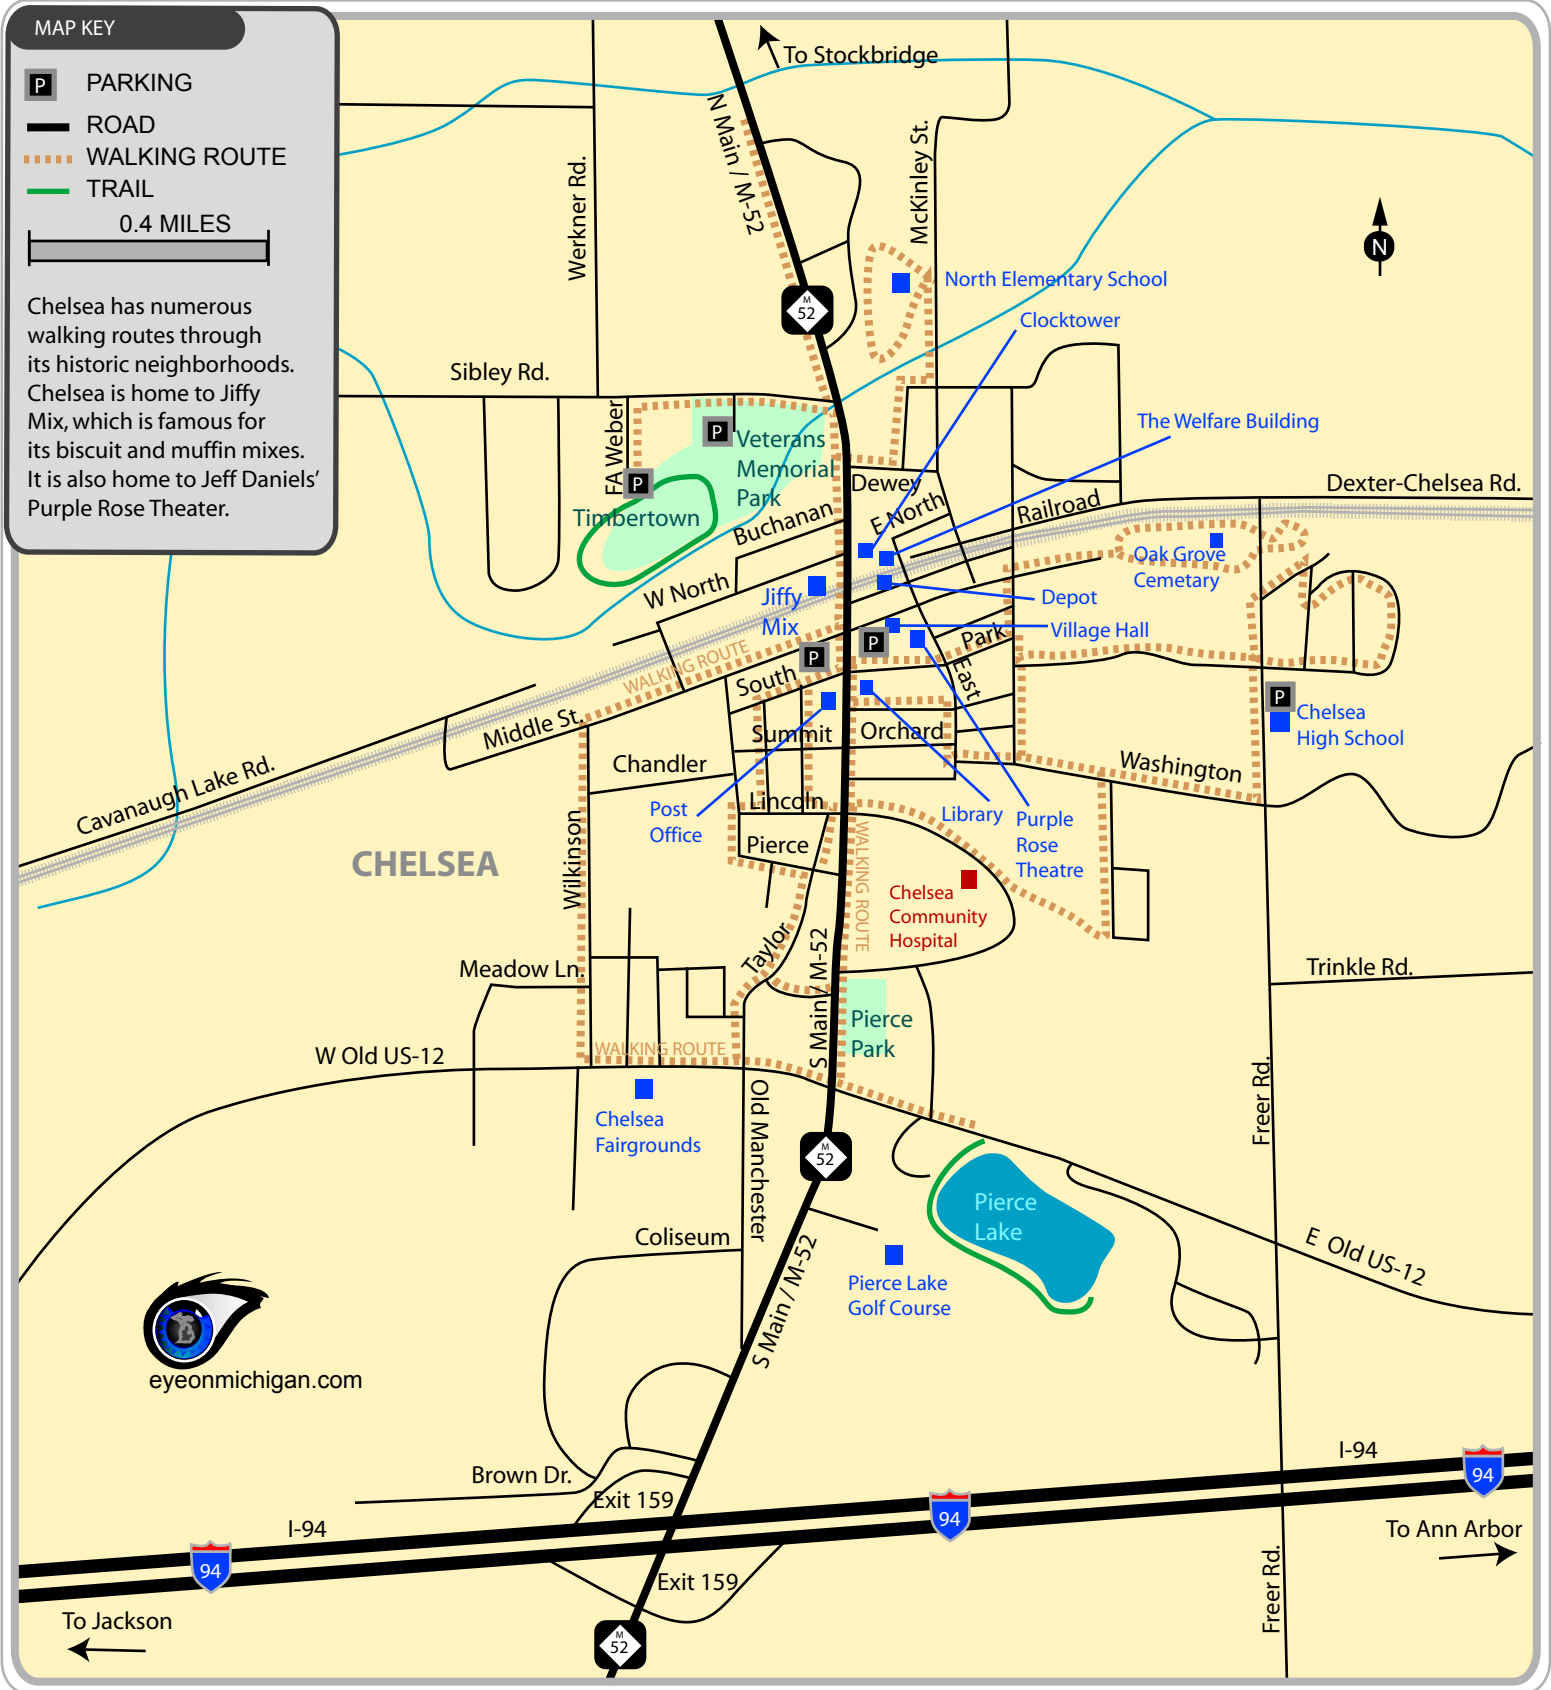 MAP KEY
P
PARKING
ROAD
WALKING ROUTE
TRAIL
0.4 MILES
Chelsea has numerous
walking routes through
its historic neighborhoods.
Chelsea is home to Jiffy
Mix, which is famous for
its biscuit and muffin mixes.
It is also home to Jeff Daniels'
Purple Rose Theater.
To Stockbridge
N Main / M-52
McKinley St.
Werkner Rd.
N
North Elementary School
M
52
Clocktower
Sibley Rd.
FA Weber
The Welfare Building
P
Veterans
Memorial
Park
P
Timbertown
Dewey
Dexter-Chelsea Rd.
Buchanan
E North
Railroad
Oak Grove
Cemetary
W North
Jiffy
Mix
Depot
Village Hall
Park
P
P
WALKING ROUTE
South
East
P
Chelsea
High School
Middle St.
Summit
Orchard
Chandler
Washington
Cavanaugh Lake Rd.
Lincoln
Post
Office
Library
Purple
Rose
Theatre
Pierce
Wilkinson
CHELSEA
WALKING ROUTE
Chelsea
Community
Hospital
Taylor
Meadow Ln.
Trinkle Rd.
S Main / M-52
Pierce
Park
W Old US-12
WALKING ROUTE
Chelsea
Fairgrounds
Old Manchester
Freer Rd.
M
52
Pierce
Lake
Coliseum
E Old US-12
Pierce Lake
Golf Course
S Main / M-52
eyeonmichigan.com
Brown Dr.
Exit 159
I-94
94
94
I-94
94
To Ann Arbor
Exit 159
Freer Rd.
To Jackson
M
52